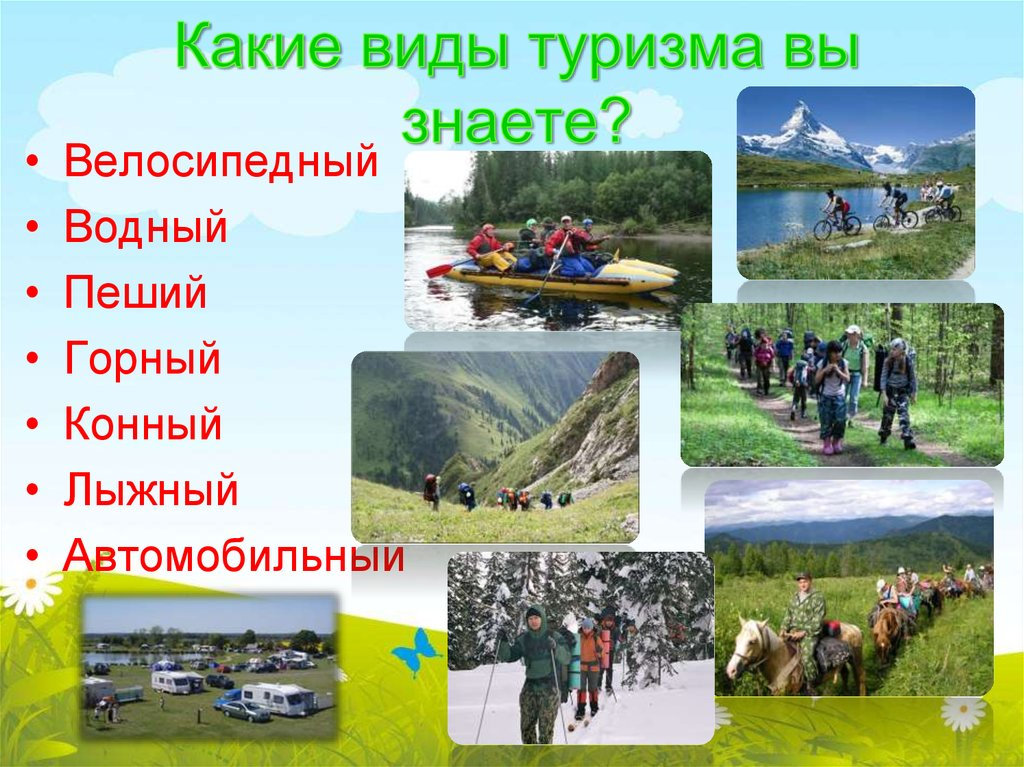 Какие виды туризма вы
знаете?
• Велосипедный
• Водный
• Пеший
• Горный
• Конный
• Лыжный
• Автомобильный